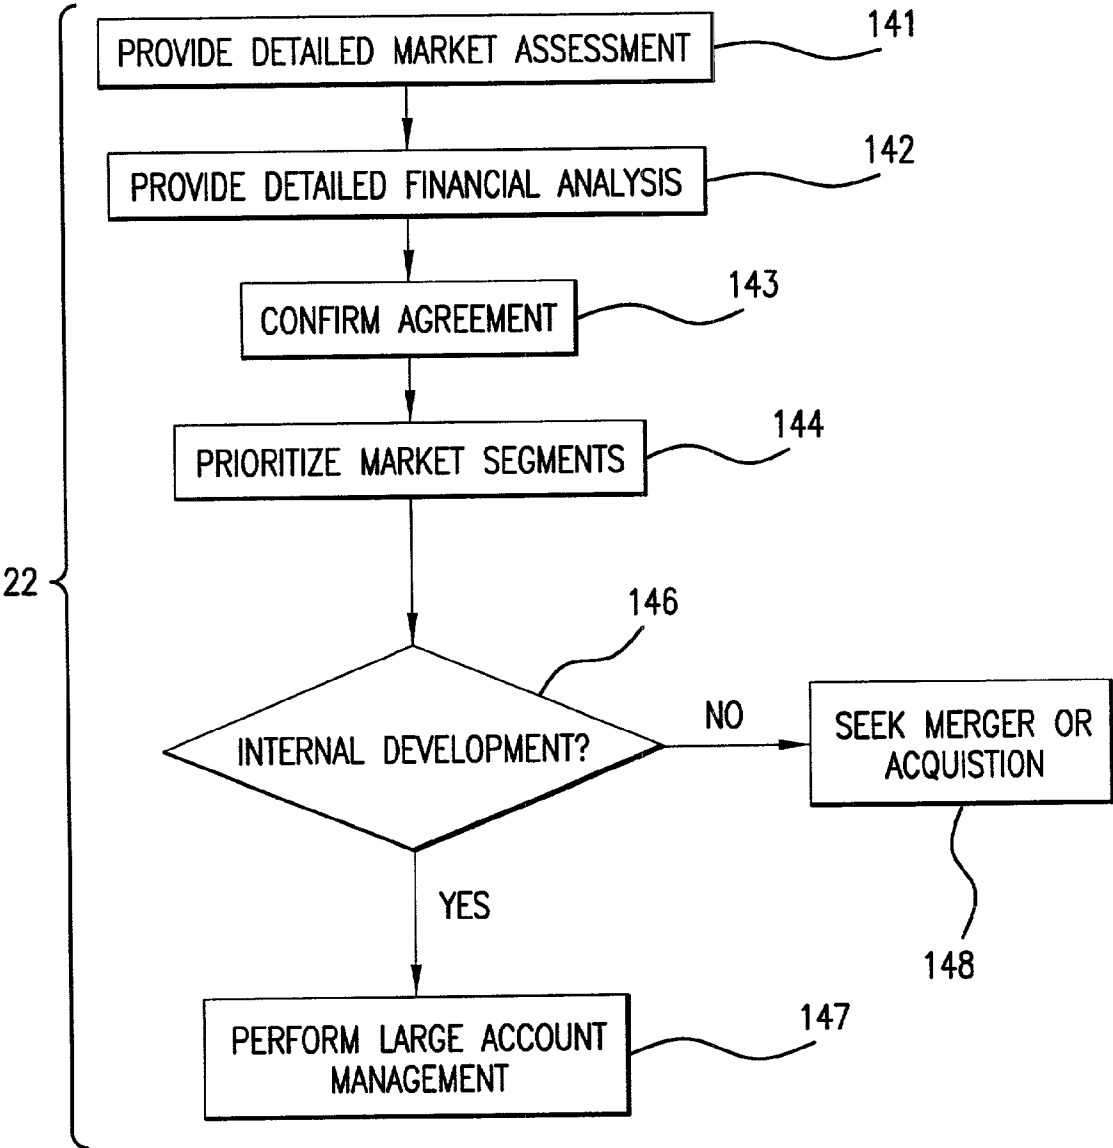 141
PROVIDE DETAILED MARKET ASSESSMENT
142
PROVIDE DETAILED FINANCIAL ANALYSIS
143
CONFIRM AGREEMENT
144
PRIORITIZE MARKET SEGMENTS
22
146
INTERNAL DEVELOPMENT?
NO
SEEK MERGER OR
ACQUISTION
YES
148
147
PERFORM LARGE ACCOUNT
MANAGEMENT